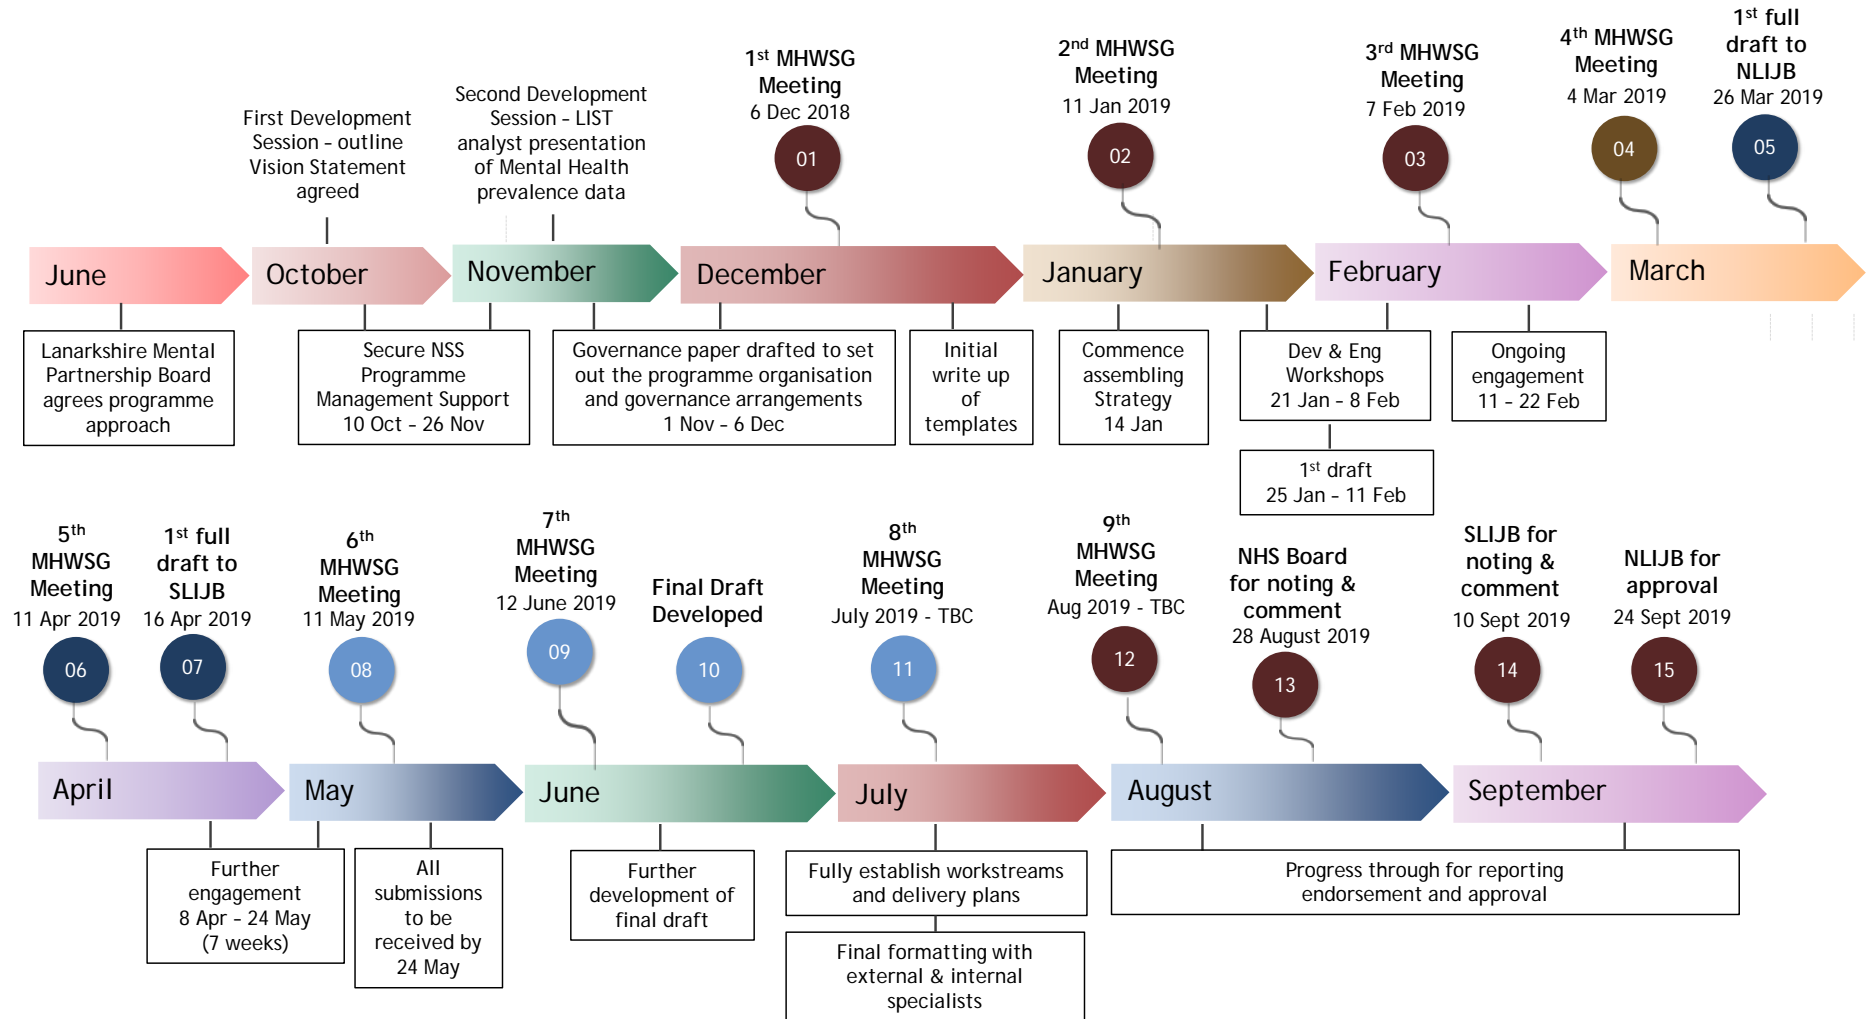 1st MHWSG
Meeting
6 Dec 2018
01
2nd MHWSG
Meeting
11 Jan 2019
02
3rd MHWSG
Meeting
7 Feb 2019
03
4th MHWSG
Meeting
4 Mar 2019
04
1st full
draft to
NLIJB
26 Mar 2019
05
First Development
Session – outline
Vision Statement
agreed
Second Development
Session – LIST
analyst presentation
of Mental Health
prevalence data
June
October
November
December
January
February
March
Lanarkshire Mental
Partnership Board
agrees programme
approach
Secure NSS
Programme
Management Support
10 Oct – 26 Nov
Governance paper drafted to set
out the programme organisation
and governance arrangements
1 Nov – 6 Dec
Initial
write up
of
templates
Commence
assembling
Strategy
14 Jan
Dev & Eng
Workshops
21 Jan – 8 Feb
1st draft
25 Jan – 11 Feb
Ongoing
engagement
11 – 22 Feb
5th
MHWSG
Meeting
11 Apr 2019
06
1st full
draft to
SLIJB
16 Apr 2019
07
6th
MHWSG
Meeting
11 May 2019
08
7th
MHWSG
Meeting
12 June 2019
09
Final Draft
Developed
10
8th
MHWSG
Meeting
July 2019 – TBC
11
9th
MHWSG
Meeting
Aug 2019 – TBC
12
NHS Board
for noting &
comment
28 August 2019
13
SLIJB for
noting &
comment
10 Sept 2019
14
NLIJB for
approval
24 Sept 2019
15
April
May
June
July
August
September
Further
engagement
8 Apr – 24 May
(7 weeks)
All
submissions
to be
received by
24 May
Further
development of
final draft
Fully establish workstreams
and delivery plans
Final formatting with
external & internal
specialists
Progress through for reporting
endorsement and approval